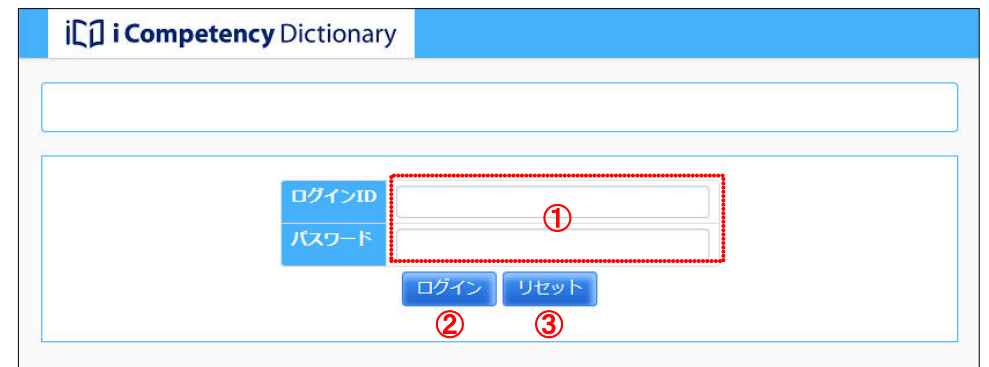 iCD i Competency Dictionary
ログインID
①
パスワード
ログイン リセット
② ③